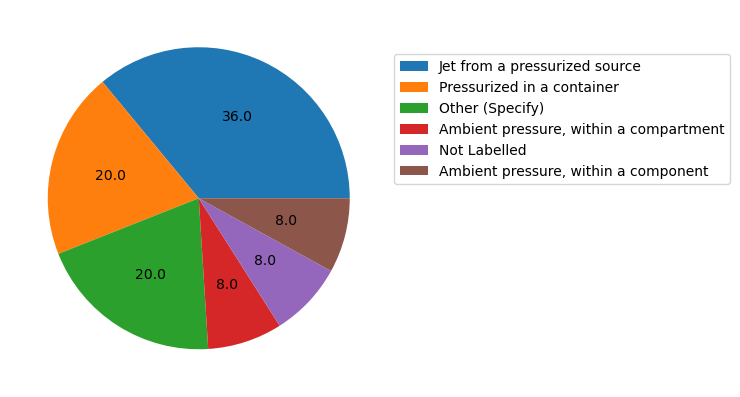 36.0
20.0
20.0
8.0
8.0
8.0
Jet from a pressurized source
Pressurized in a container
Other (Specify)
Ambient pressure, within a compartment
Not Labelled
Ambient pressure, within a component